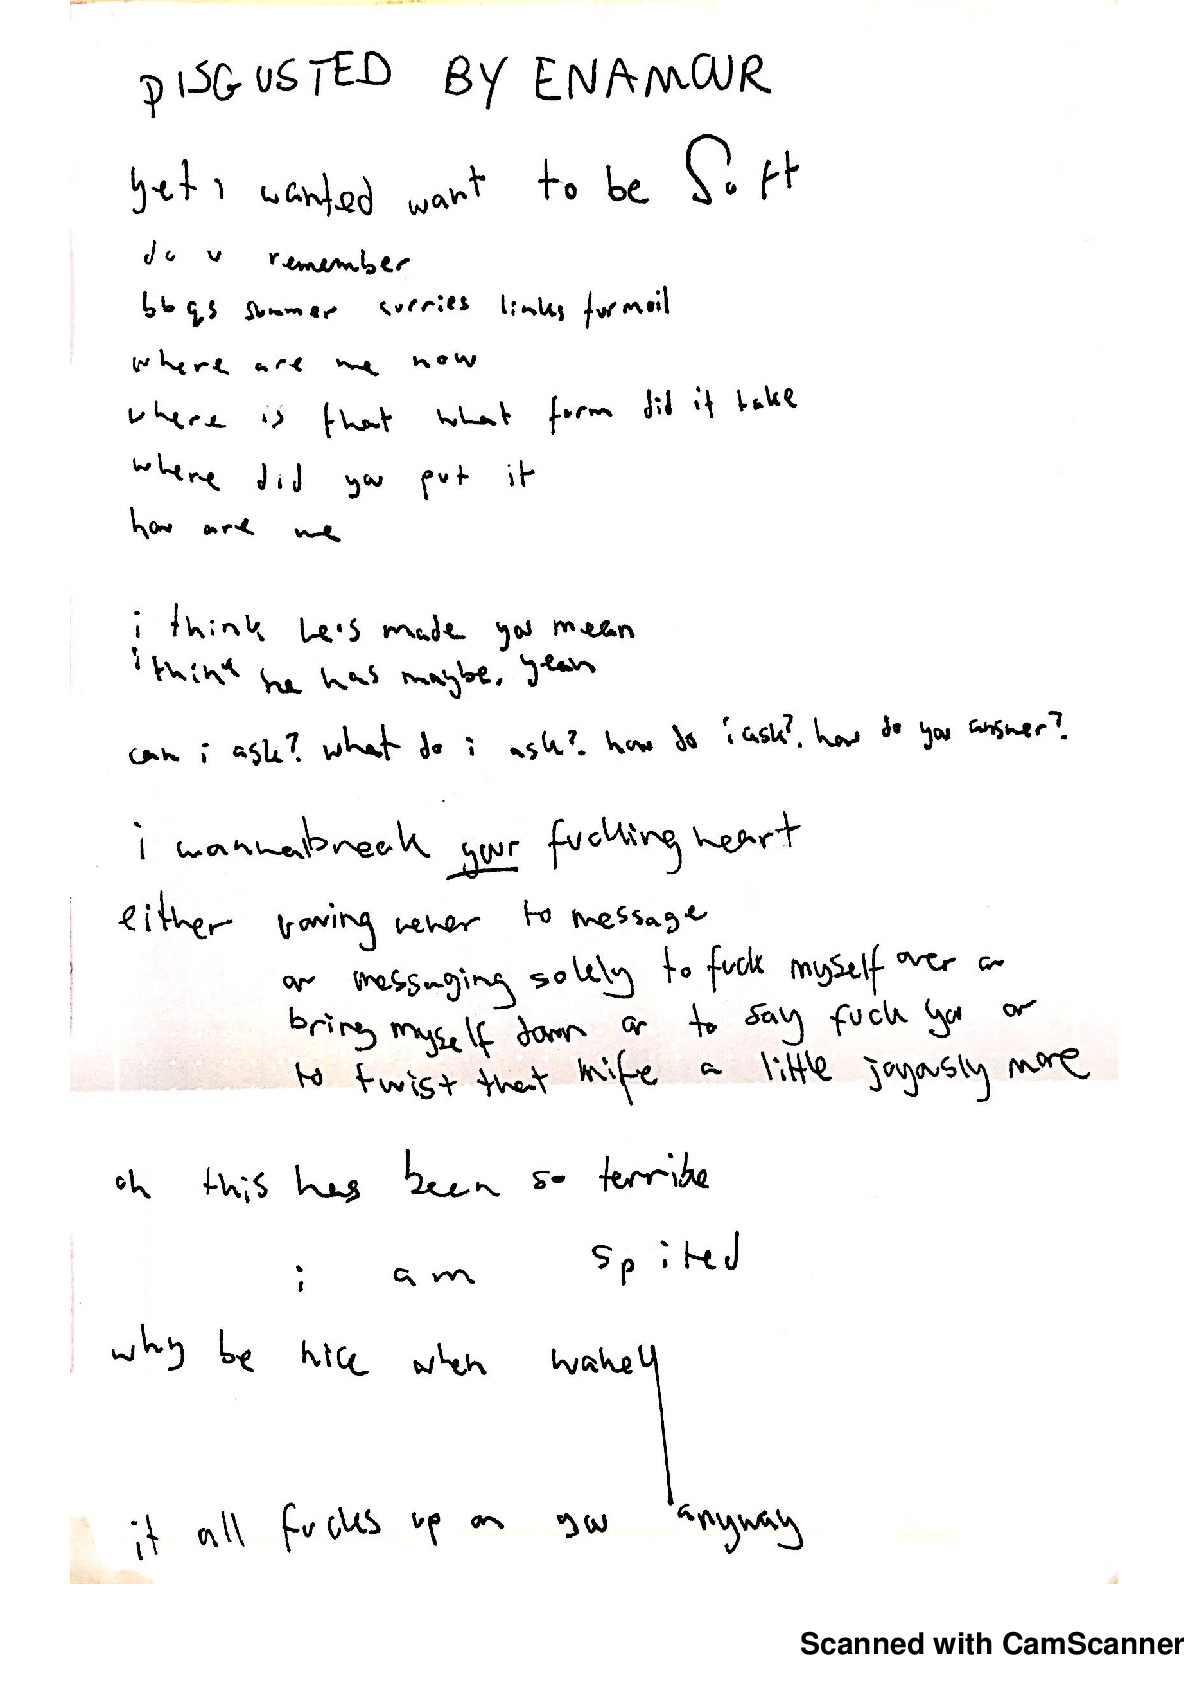 DISGUSTED BY ENAMOUR
yet i wanted want to be Soft
do u remember
bbqs summer curries links formoil
where are me now
where is that what form did it take
where did you put it
how are me
i think he's made you mean
i think he has maybe. yeah
can i ask? what do i ask?. how do i ask?. how do you answer?
i wanna break your fucking heart
either vowing never to message
or messaging solely to fuck myself over or
bring myself down or to say fuck you or
to twist that knife a little joyously more
oh this has been so terrible
i am spited
why be nice when wahey
it all fucks up on you anyway
Scanned with CamScanner